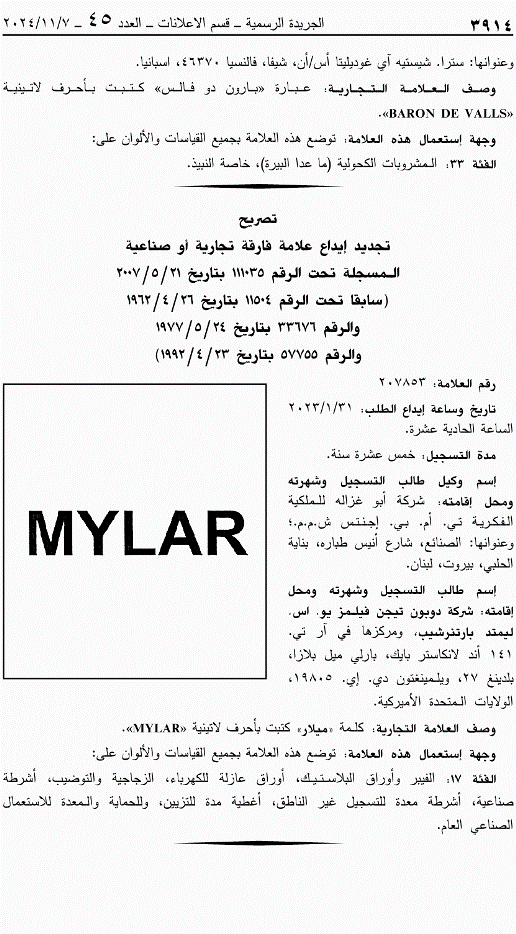 ٣٩١٤ الجريدة الرسمية ــ قسم الاعلانات ــ العدد ٤٥ ــ ٢٠٢٤/١١/٧
وعنوانها: سترا. شيستيه آي غوديليتا أس/أن، شيفا، فالنسيا ٤٦٣٧٠، اسبانيا.
وصف العلامة التجارية: عبارة «بارون دو فالس» كتبت بأحرف لاتينية
«BARON DE VALLS».
وجهة إستعمال هذه العلامة: توضع هذه العلامة بجميع القياسات والألوان على:
الفئة ٣٣: المشروبات الكحولية (ما عدا البيرة)، خاصة النبيذ.
تصريح
تجديد إيداع علامة فارقة تجارية أو صناعية
المسجلة تحت الرقم ١١١٠٣٥ بتاريخ ٢٠٠٧/٥/٢١
(سابقا تحت الرقم ١١٥٠٤ بتاريخ ١٩٦٢/٤/٢٦
والرقم ٣٣٦٧٦ بتاريخ ١٩٧٧/٥/٢٤
والرقم ٥٧٧٥٥ بتاريخ ١٩٩٢/٤/٢٣)
رقم العلامة: ٢٠٧٨٥٣
تاريخ وساعة إيداع الطلب: ٢٠٢٣/١/٣١
الساعة الحادية عشرة.
مدة التسجيل: خمس عشرة سنة.
إسم وكيل طالب التسجيل وشهرته
ومحل إقامته: شركة أبو غزاله للملكية
الفكرية تي. أم. بي. إجنتس ش.م.م.؛
وعنوانها: الصنائع، شارع أنيس طباره، بناية
الحلبي، بيروت، لبنان.
إسم طالب التسجيل وشهرته ومحل
إقامته: شركة دوبون تيجن فيلمز يو. اس.
ليمتد بارتنرشيب، ومركزها في آر تي.
١٤١ أند لانكاستر بايك، بارلي ميل بلازا،
بلدينغ ٢٧، ويلمينغتون دي. إي. ١٩٨٠٥،
الولايات المتحدة الأميركية.
MYLAR
وصف العلامة التجارية: كلمة «ميلار» كتبت بأحرف لاتينية «MYLAR».
وجهة إستعمال هذه العلامة: توضع هذه العلامة بجميع القياسات والألوان على:
الفئة ١٧: الفيبر وأوراق البلاستيك، أوراق عازلة للكهرباء، الزجاجية والتوضيب، أشرطة
صناعية، أشرطة معدة للتسجيل غير الناطق، أغطية مدة للتزيين، وللحماية والمعدة للاستعمال
الصناعي العام.